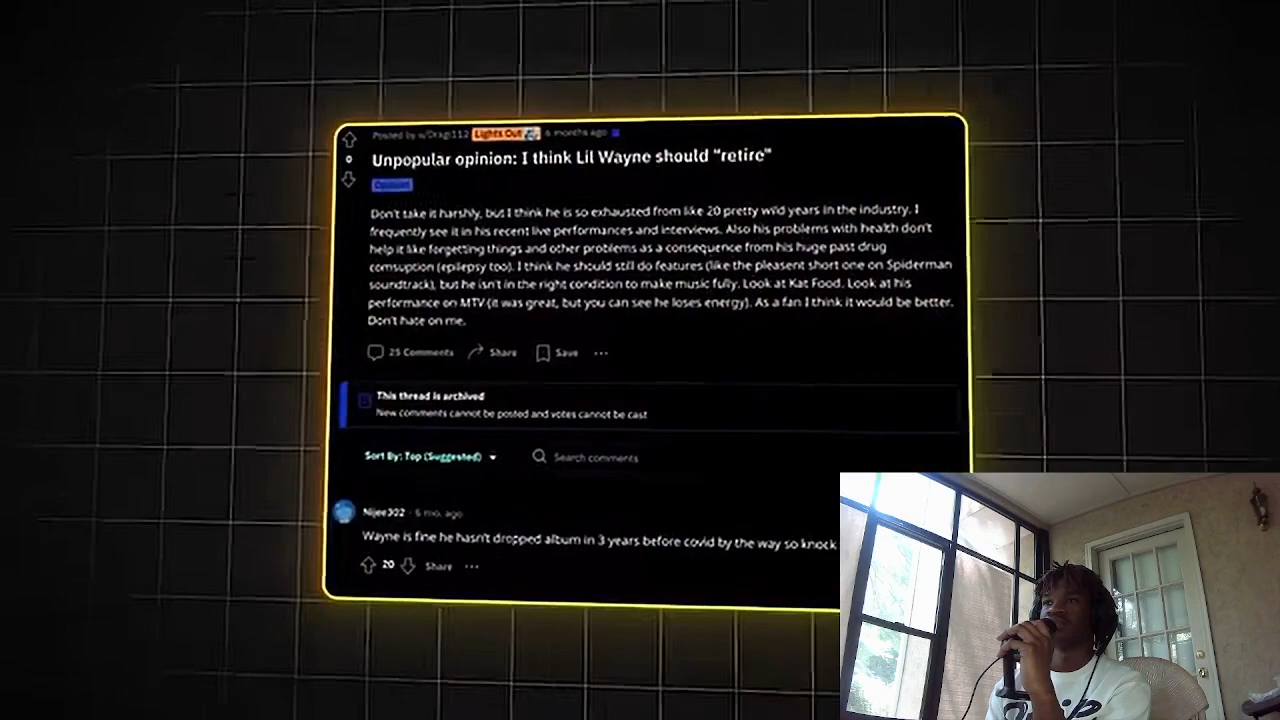 Posted by u/Dragi112 Lights Out 6 months ago
Unpopular opinion: I think Lil Wayne should "retire"
Opinion
Don't take it harshly, but I think he is so exhausted from like 20 pretty wild years in the industry. I
frequently see it in his recent live performances and interviews. Also his problems with health don't
help it like forgetting things and other problems as a consequence from his huge past drug
comsuption (epilepsy too). I think he should still do features (like the pleasent short one on Spiderman
soundtrack), but he isn't in the right condition to make music fully. Look at Kat Food. Look at his
performance on MTV (it was great, but you can see he loses energy). As a fan I think it would be better.
Don't hate on me.
25 Comments Share Save
This thread is archived
New comments cannot be posted and votes cannot be cast
Sort By: Top (Suggested) Search comments
Nijee302 · 6 mo. ago
Wayne is fine he hasn't dropped album in 3 years before covid by the way so knock
20 Share